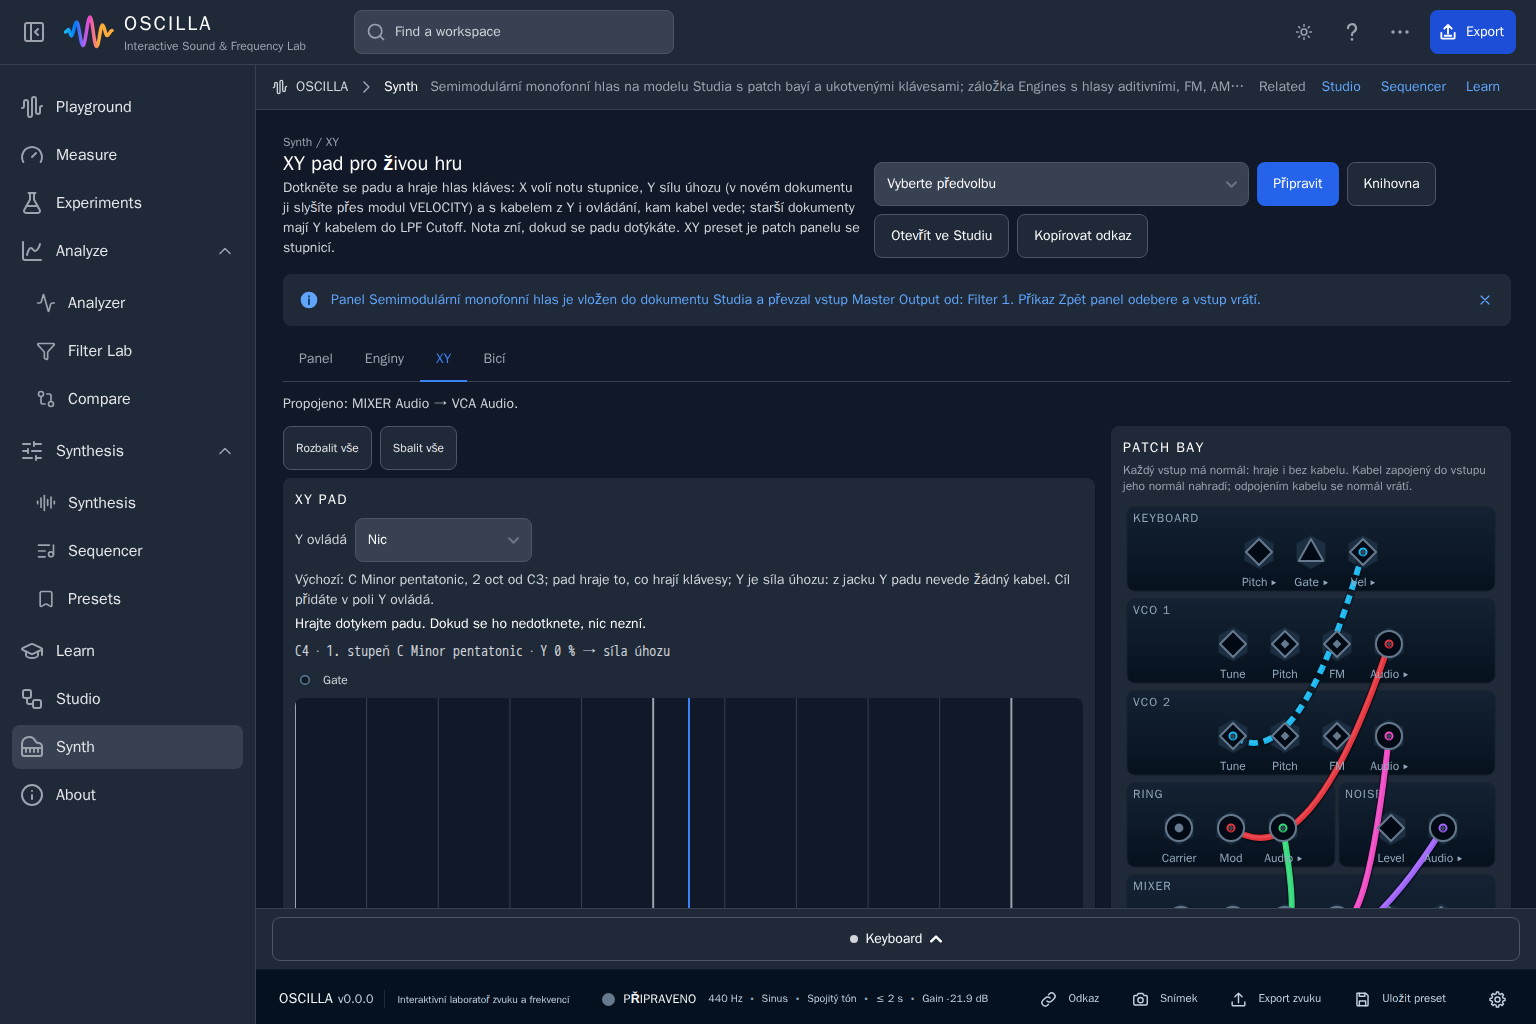 OSCILLA
Interactive Sound & Frequency Lab
Find a workspace
Export
Playground
Measure
Experiments
Analyze
Analyzer
Filter Lab
Compare
Synthesis
Synthesis
Sequencer
Presets
Learn
Studio
Synth
About
OSCILLA
Synth
Semimodulární monofonní hlas na modelu Studia s patch bayí a ukotvenými klávesami; záložka Engines s hlasy aditivními, FM, AM···
Related
Studio
Sequencer
Learn
Synth / XY
XY pad pro živou hru
Dotkněte se padu a hraje hlas kláves: X volí notu stupnice, Y sílu úhozu (v novém dokumentu
ji slyšíte přes modul VELOCITY) a s kabelem z Y i ovládání, kam kabel vede; starší dokumenty
mají Y kabelem do LPF Cutoff. Nota zní, dokud se padu dotýkáte. XY preset je patch panelu se
stupnicí.
Vyberte předvolbu
Připravit
Knihovna
Otevřít ve Studiu
Kopírovat odkaz
Panel Semimodulární monofonní hlas je vložen do dokumentu Studia a převzal vstup Master Output od: Filter 1. Příkaz Zpět panel odebere a vstup vrátí.
Panel
Enginy
XY
Bicí
Propojeno: MIXER Audio → VCA Audio.
Rozbalit vše
Sbalit vše
XY PAD
Y ovládá
Nic
Výchozí: C Minor pentatonic, 2 oct od C3; pad hraje to, co hrají klávesy; Y je síla úhozu: z jacku Y padu nevede žádný kabel. Cíl
přidáte v poli Y ovládá.
Hrajte dotykem padu. Dokud se ho nedotknete, nic nezní.
C4 · 1. stupeň C Minor pentatonic · Y 0 % → síla úhozu
Gate
PATCH BAY
Každý vstup má normál: hraje i bez kabelu. Kabel zapojený do vstupu
jeho normál nahradí; odpojením kabelu se normál vrátí.
KEYBOARD
Pitch ▸
Gate ▸
Vel ▸
VCO 1
Tune
Pitch
FM
Audio ▸
VCO 2
Tune
Pitch
FM
Audio ▸
RING
Carrier
Mod
Audio ▸
NOISE
Level
Audio ▸
MIXER
Keyboard
OSCILLA v0.0.0
Interaktivní laboratoř zvuku a frekvencí
PŘIPRAVENO
440 Hz • Sinus • Spojitý tón • ≤ 2 s • Gain -21.9 dB
Odkaz
Snímek
Export zvuku
Uložit preset